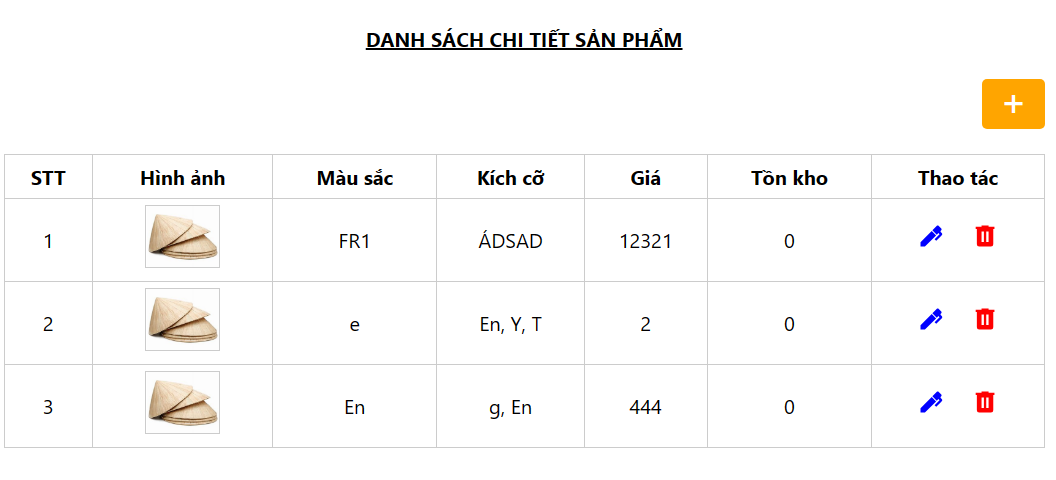 DANH SÁCH CHI TIẾT SẢN PHẨM
+
STT Hình ảnh Màu sắc Kích cỡ Giá Tồn kho Thao tác
1 FR1 ÁDSAD 12321 0
2 e En, Y, T 2 0
3 En g, En 444 0